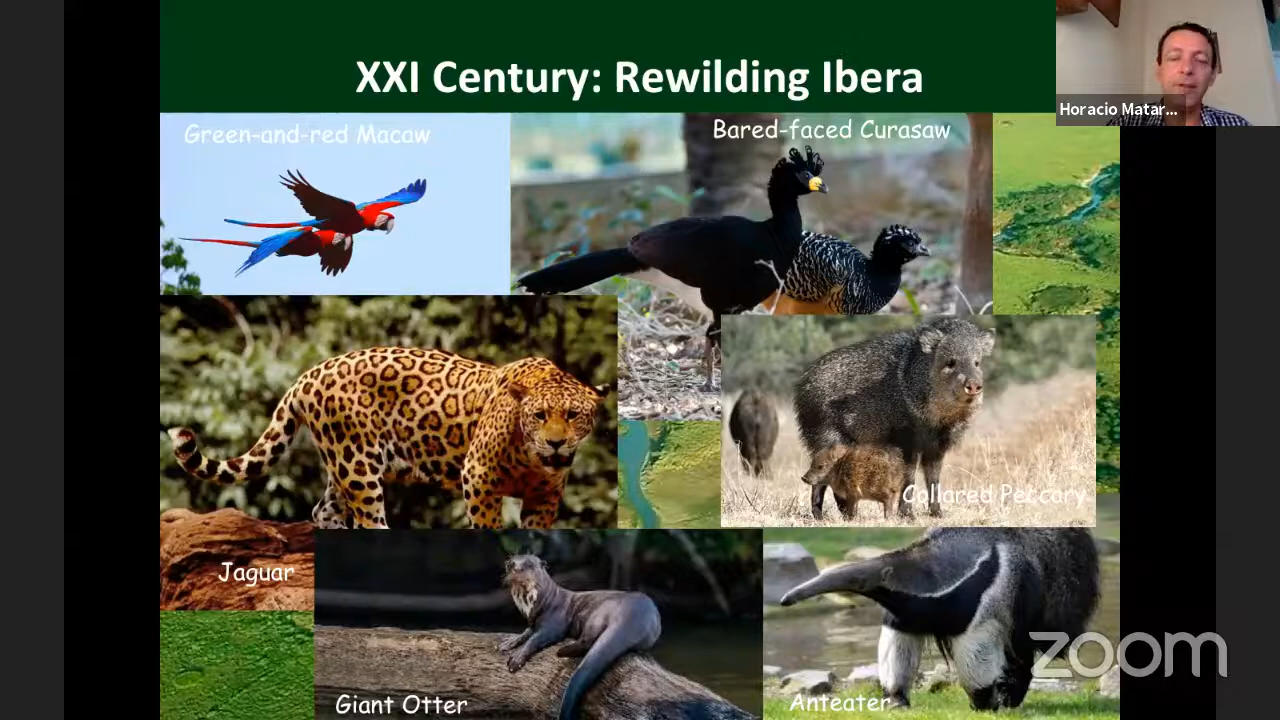 XXI Century: Rewilding Ibera
Horacio Matar...
Green-and-red Macaw
Bared-faced Curasaw
Collared Peccary
Jaguar
Giant Otter
Anteater
zoom